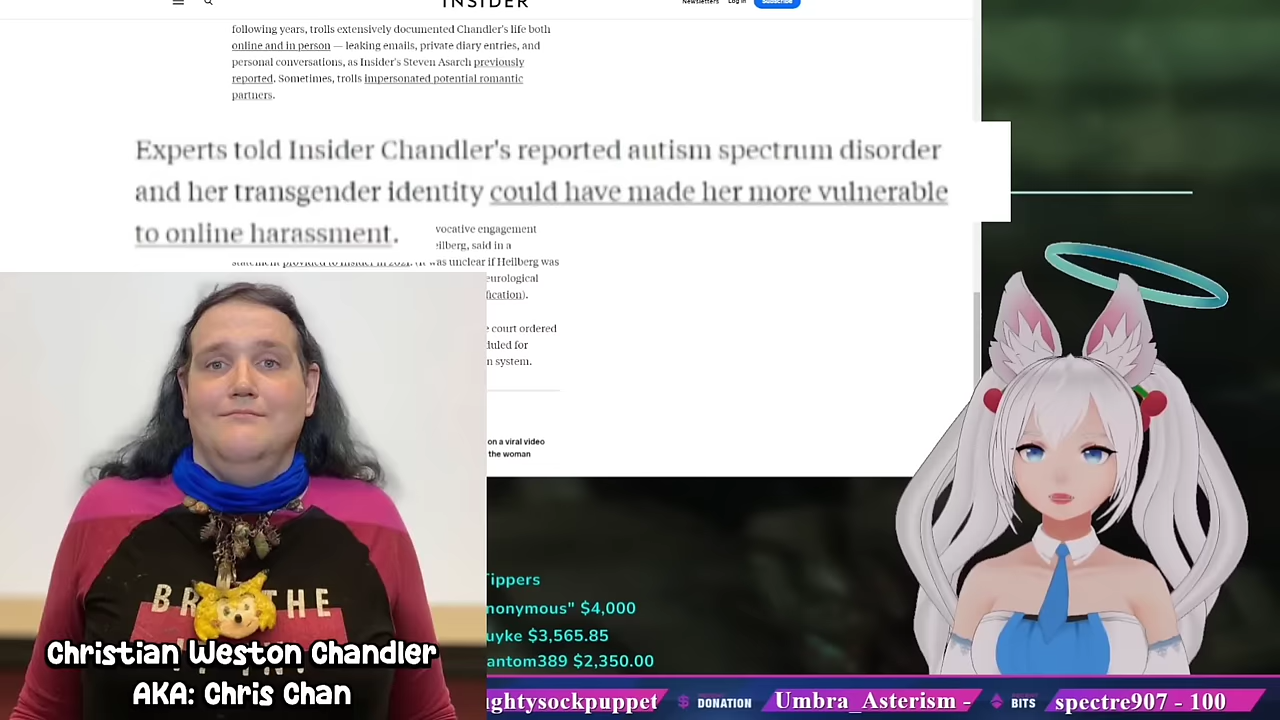 INSIDER
Newsletters Log in Subscribe
following years, trolls extensively documented Chandler's life both
online and in person — leaking emails, private diary entries, and
personal conversations, as Insider's Steven Asarch previously
reported. Sometimes, trolls impersonated potential romantic
partners.
Experts told Insider Chandler's reported autism spectrum disorder
and her transgender identity could have made her more vulnerable
to online harassment.
vocative engagement
eilberg, said in a
statement provided to Insider in 2021. (It was unclear if Heilberg was
eurological
fication).
e court ordered
duled for
n system.
on a viral video
the woman
BR THE
Christian Weston Chandler
AKA: Chris Chan
Tippers
nonymous" $4,000
uyke $3,565.85
antom389 $2,350.00
ghtysockpuppet $ DONATION Umbra_Asterism - BITS spectre907 - 100